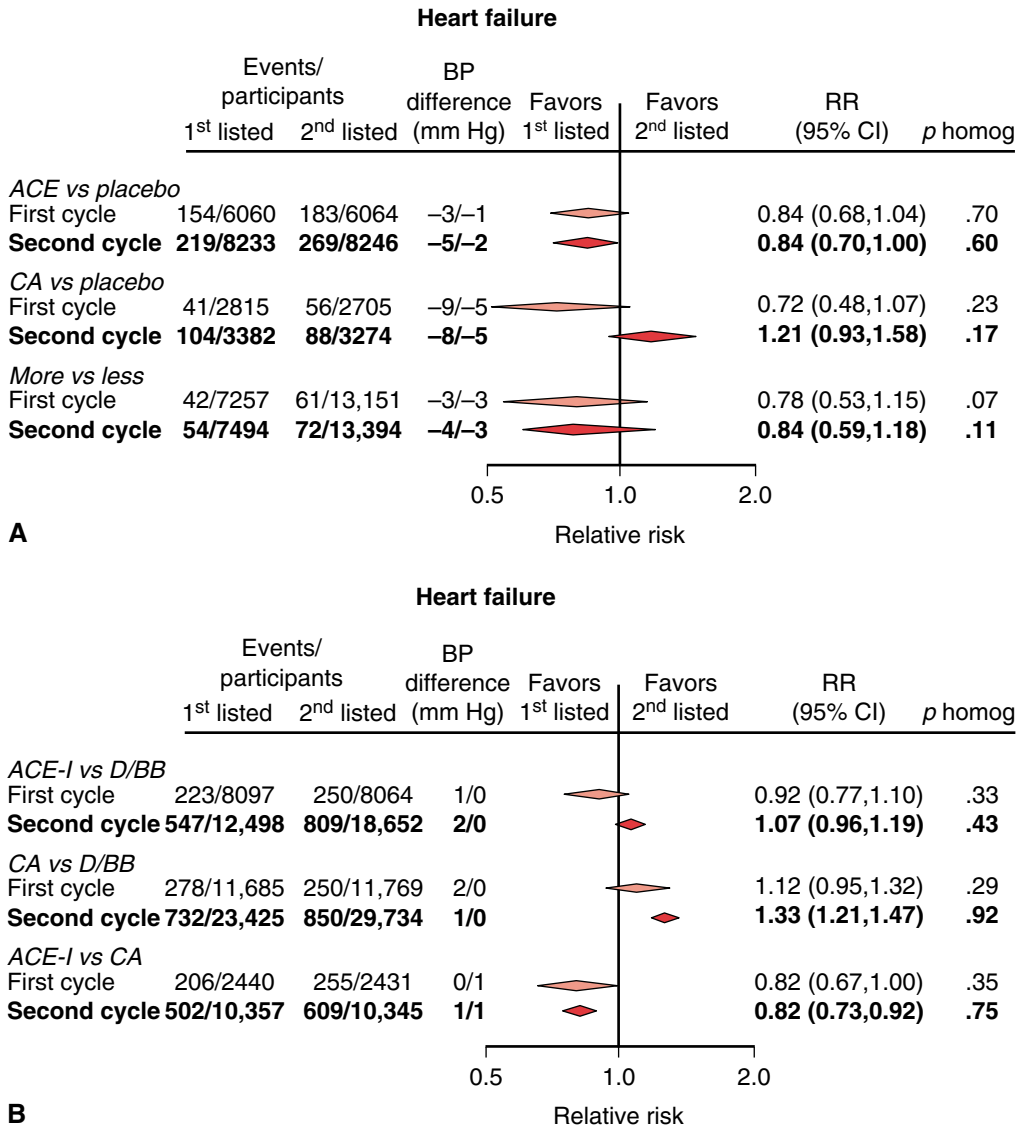 Heart failure
Events/
participants
BP
difference
(mm Hg)
1st listed 2nd listed
Favors
1st listed
Favors
2nd listed
RR
(95% CI)
p homog
ACE vs placebo
First cycle 154/6060 183/6064 –3/–1 0.84 (0.68,1.04) .70
Second cycle 219/8233 269/8246 –5/–2 0.84 (0.70,1.00) .60
CA vs placebo
First cycle 41/2815 56/2705 –9/–5 0.72 (0.48,1.07) .23
Second cycle 104/3382 88/3274 –8/–5 1.21 (0.93,1.58) .17
More vs less
First cycle 42/7257 61/13,151 –3/–3 0.78 (0.53,1.15) .07
Second cycle 54/7494 72/13,394 –4/–3 0.84 (0.59,1.18) .11
0.5 1.0 2.0
Relative risk
A
Heart failure
Events/
participants
BP
difference
(mm Hg)
1st listed 2nd listed
Favors
1st listed
Favors
2nd listed
RR
(95% CI)
p homog
ACE-I vs D/BB
First cycle 223/8097 250/8064 1/0 0.92 (0.77,1.10) .33
Second cycle 547/12,498 809/18,652 2/0 1.07 (0.96,1.19) .43
CA vs D/BB
First cycle 278/11,685 250/11,769 2/0 1.12 (0.95,1.32) .29
Second cycle 732/23,425 850/29,734 1/0 1.33 (1.21,1.47) .92
ACE-I vs CA
First cycle 206/2440 255/2431 0/1 0.82 (0.67,1.00) .35
Second cycle 502/10,357 609/10,345 1/1 0.82 (0.73,0.92) .75
0.5 1.0 2.0
Relative risk
B